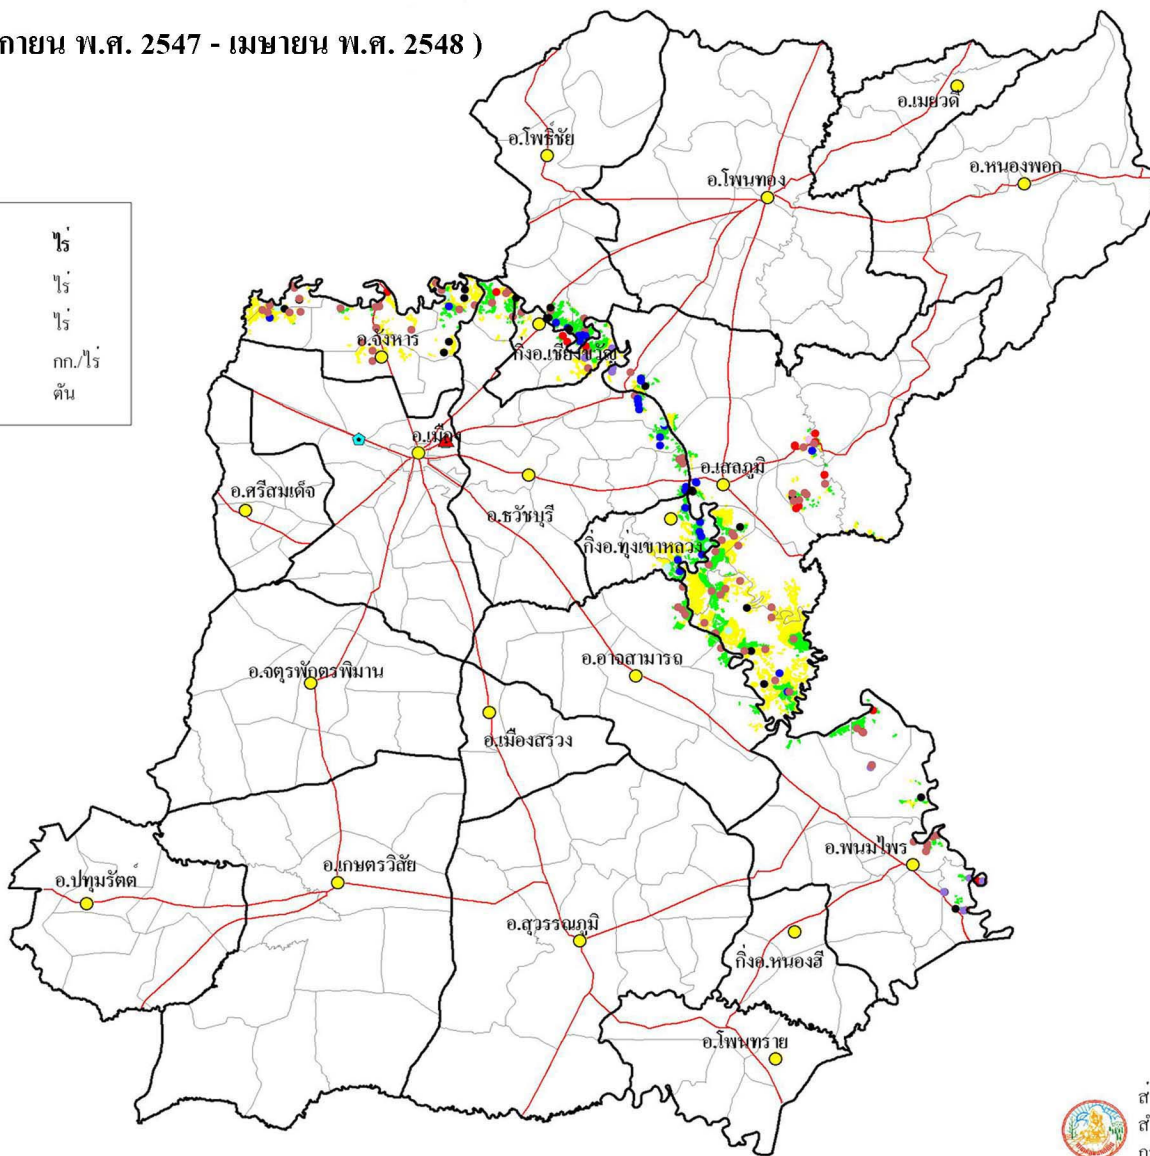 กายน พ.ศ. 2547 - เมษายน พ.ศ. 2548 )
อ.เมยวดี
อ.โพธิ์ชัย
อ.หนองพอก
อ.โพนทอง
ไร่
ไร่
ไร่
กก./ไร่
ตัน
อ.จังหาร
กิ่งอ.เชียงขวัญ
อ.เมือง
อ.เสลภูมิ
อ.ศรีสมเด็จ
อ.ธวัชบุรี
กิ่งอ.ทุ่งเขาหลวง
อ.อาจสามารถ
อ.จตุรพักตรพิมาน
อ.เมืองสรวง
อ.พนมไพร
อ.เกษตรวิสัย
อ.ปทุมรัตต์
อ.สุวรรณภูมิ
กิ่งอ.หนองฮี
อ.โพนทราย
ส่
สำ